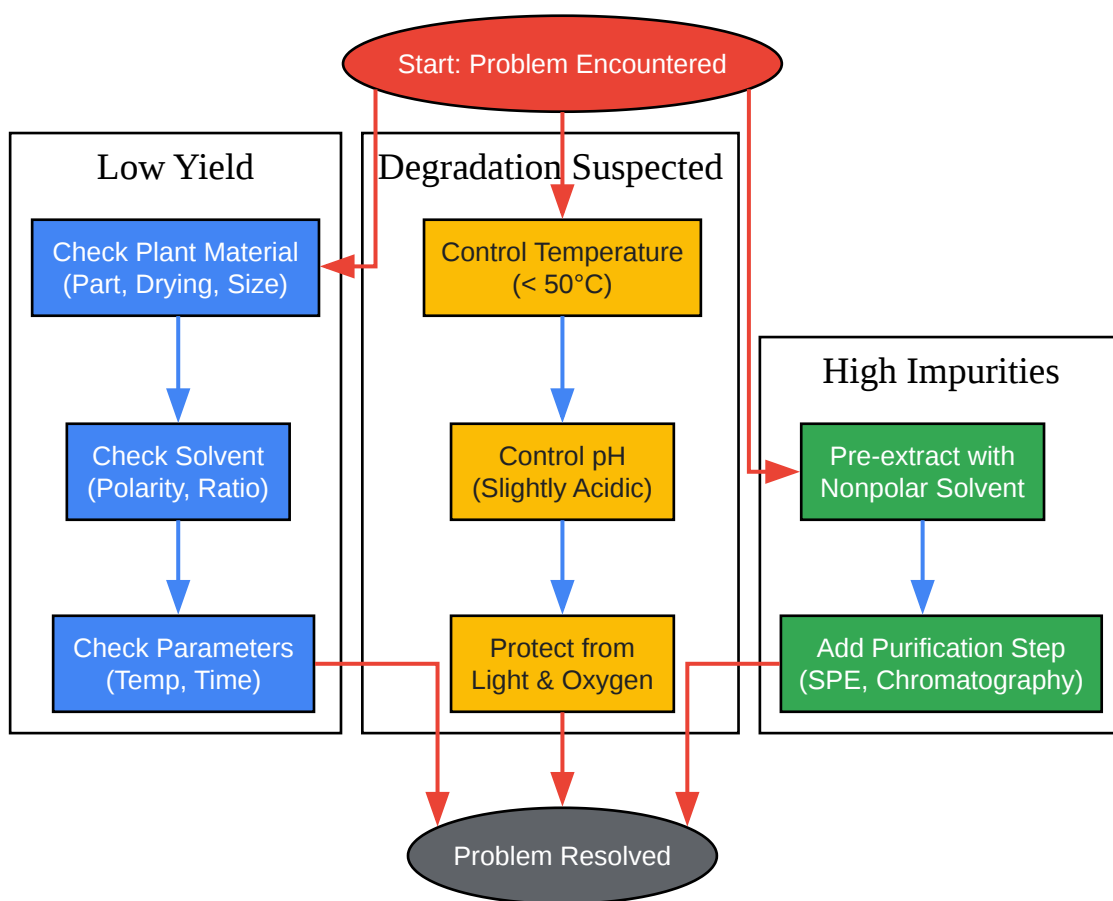 Start: Problem Encountered
Low Yield
Check Plant Material
(Part, Drying, Size)
Check Solvent
(Polarity, Ratio)
Check Parameters
(Temp, Time)
Degradation Suspected
Control Temperature
(< 50°C)
Control pH
(Slightly Acidic)
Protect from
Light & Oxygen
High Impurities
Pre-extract with
Nonpolar Solvent
Add Purification Step
(SPE, Chromatography)
Problem Resolved